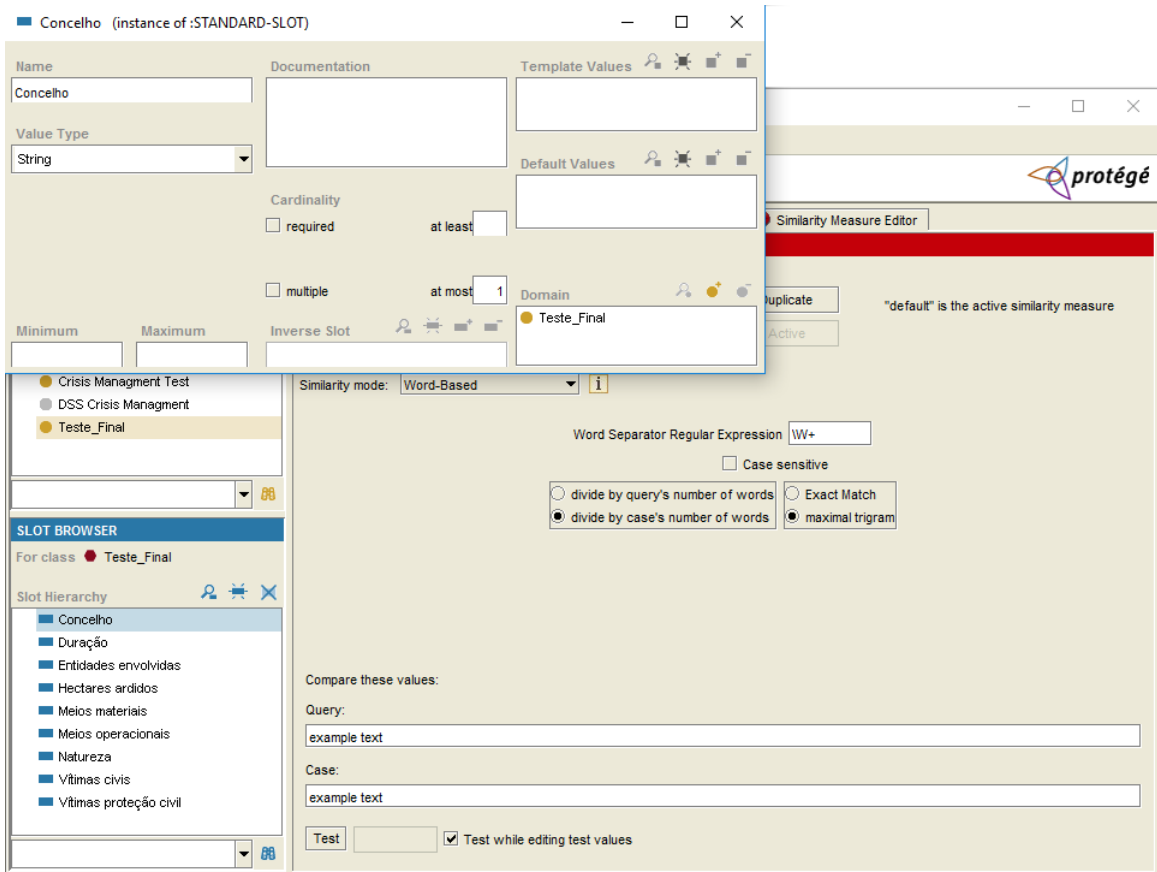 Concelho (instance of :STANDARD-SLOT)
Name
Documentation
Template Values
Concelho
Value Type
String
Default Values
Cardinality
required
at least
multiple
at most 1
Domain
Teste_Final
Minimum
Maximum
Inverse Slot
protégé
Similarity Measure Editor
uplicate
"default" is the active similarity measure
Active
Crisis Managment Test
DSS Crisis Managment
Teste_Final
Similarity mode: Word-Based
i
Word Separator Regular Expression \W+
Case sensitive
divide by query's number of words
Exact Match
divide by case's number of words
maximal trigram
SLOT BROWSER
For class Teste_Final
Slot Hierarchy
Concelho
Duração
Entidades envolvidas
Hectares ardidos
Meios materiais
Meios operacionais
Natureza
Vítimas civis
Vítimas proteção civil
Compare these values:
Query:
example text
Case:
example text
Test
Test while editing test values